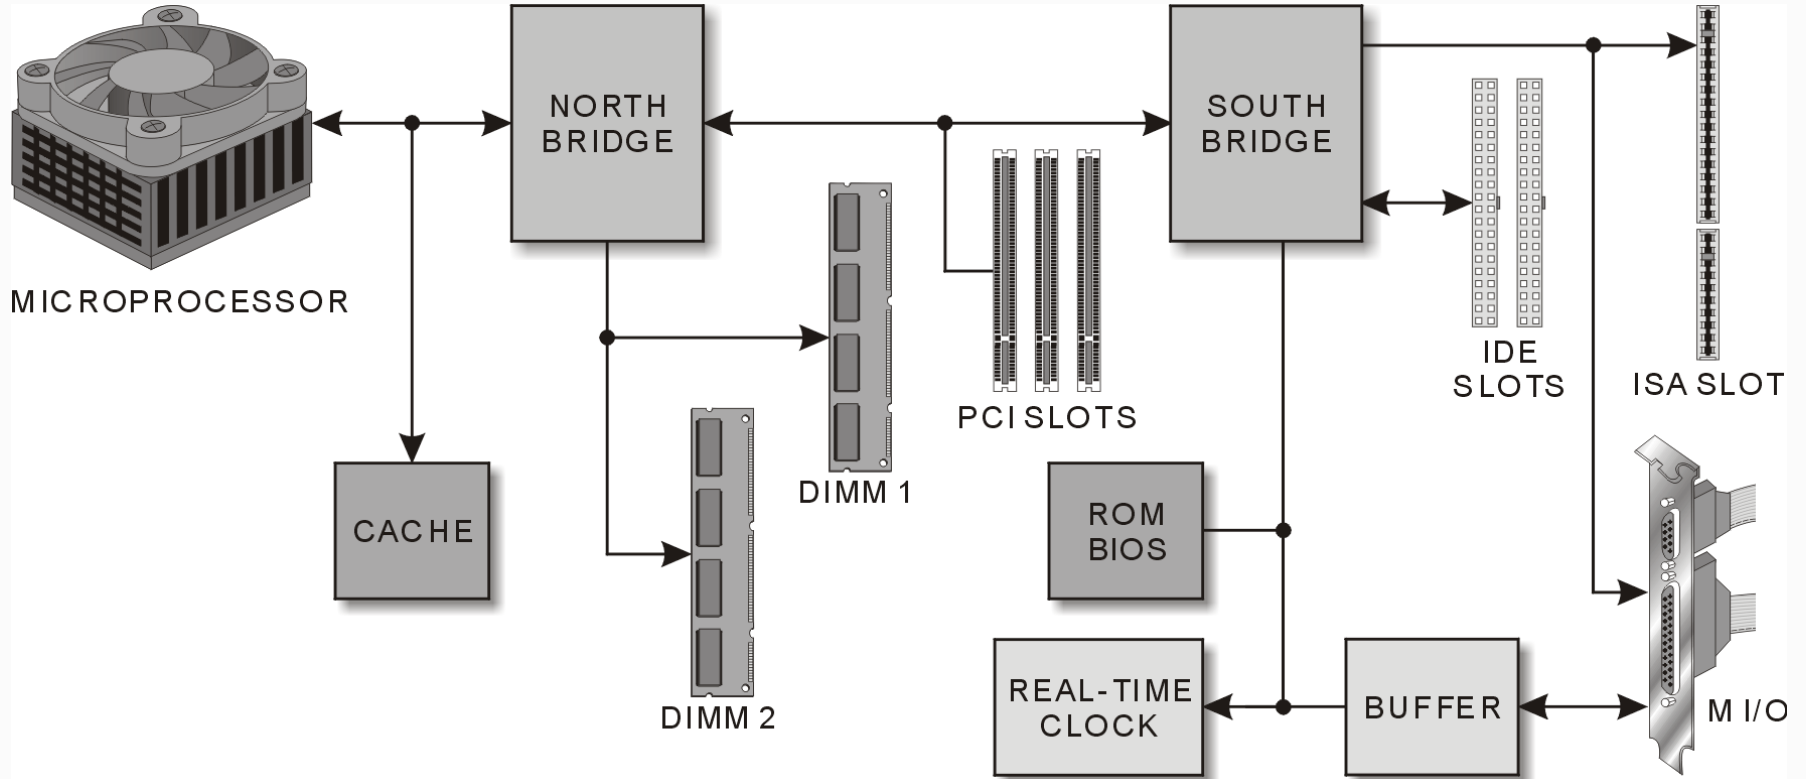 NORTH
BRIDGE
SOUTH
BRIDGE
MICROPROCESSOR
IDE
SLOTS
ISA SLOT
PCI SLOTS
DIMM 1
CACHE
ROM
BIOS
REAL-TIME
CLOCK
BUFFER
M I/O
DIMM 2